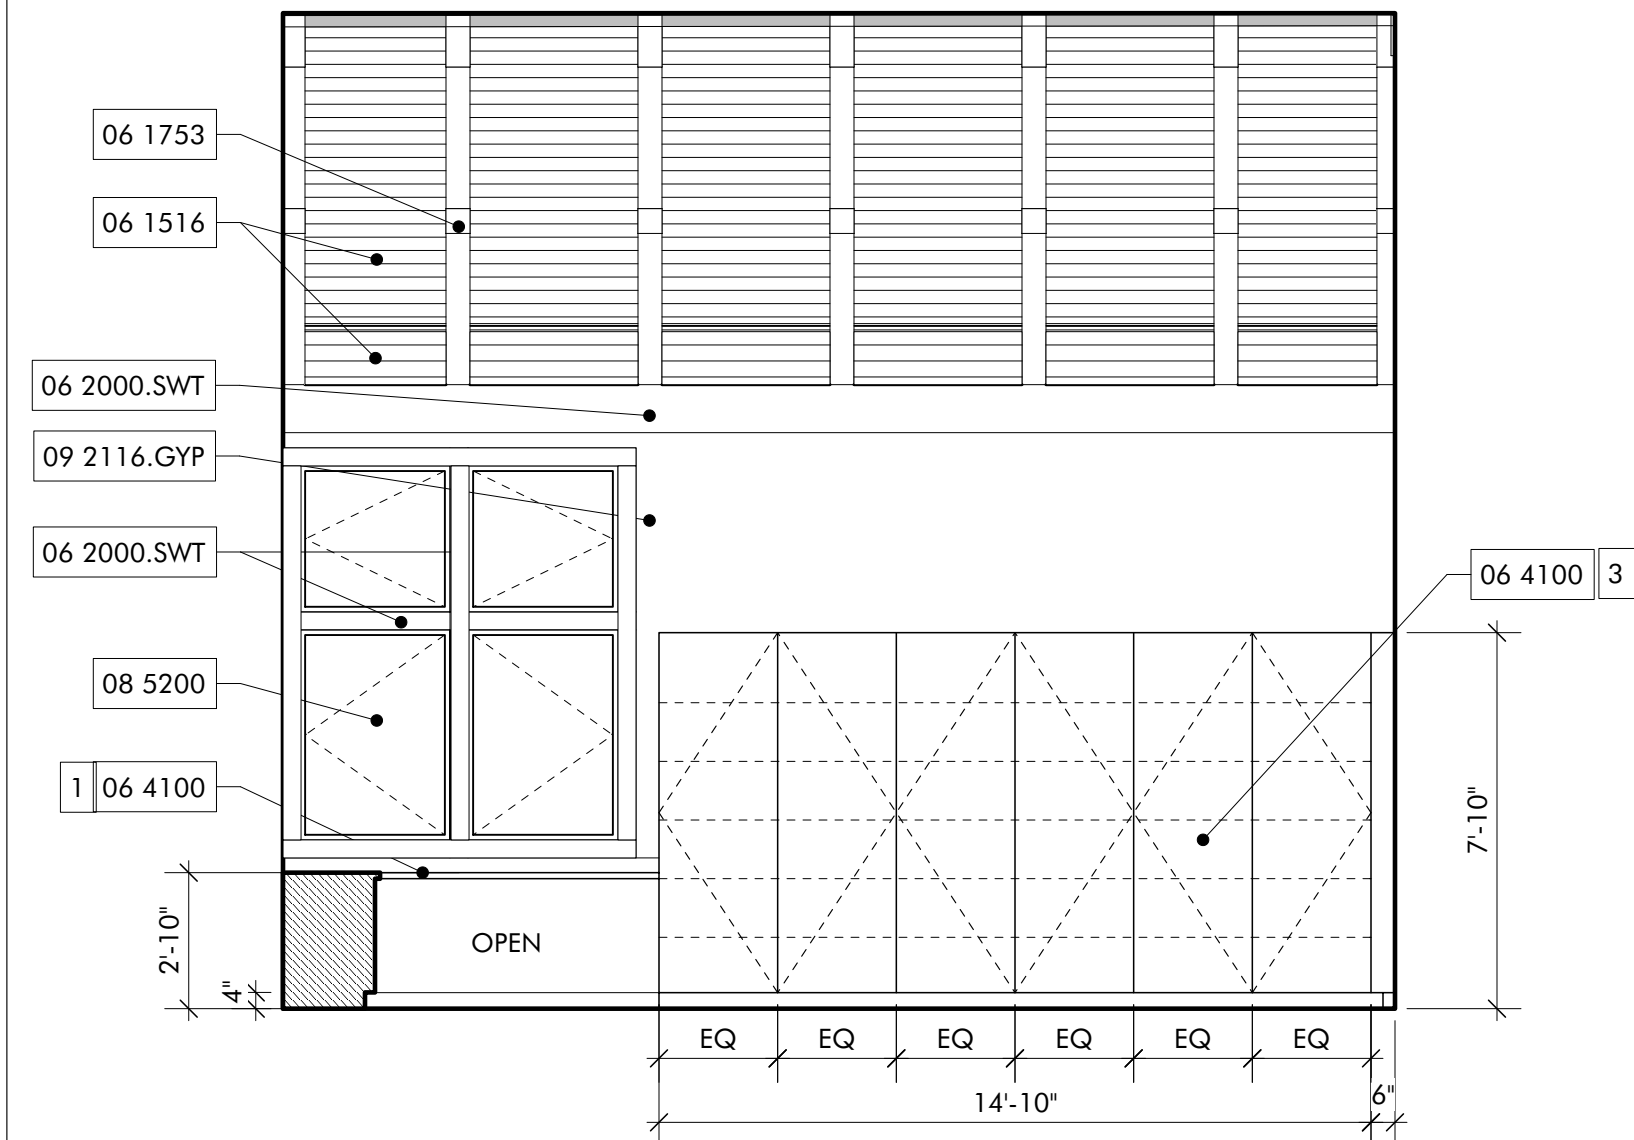 06 1753
06 1516
06 2000.SWT
09 2116.GYP
06 2000.SWT
06 4100 3
08 5200
1 06 4100
7'-10"
2'-10"
4"
OPEN
EQ EQ EQ EQ EQ EQ
14'-10" 6"